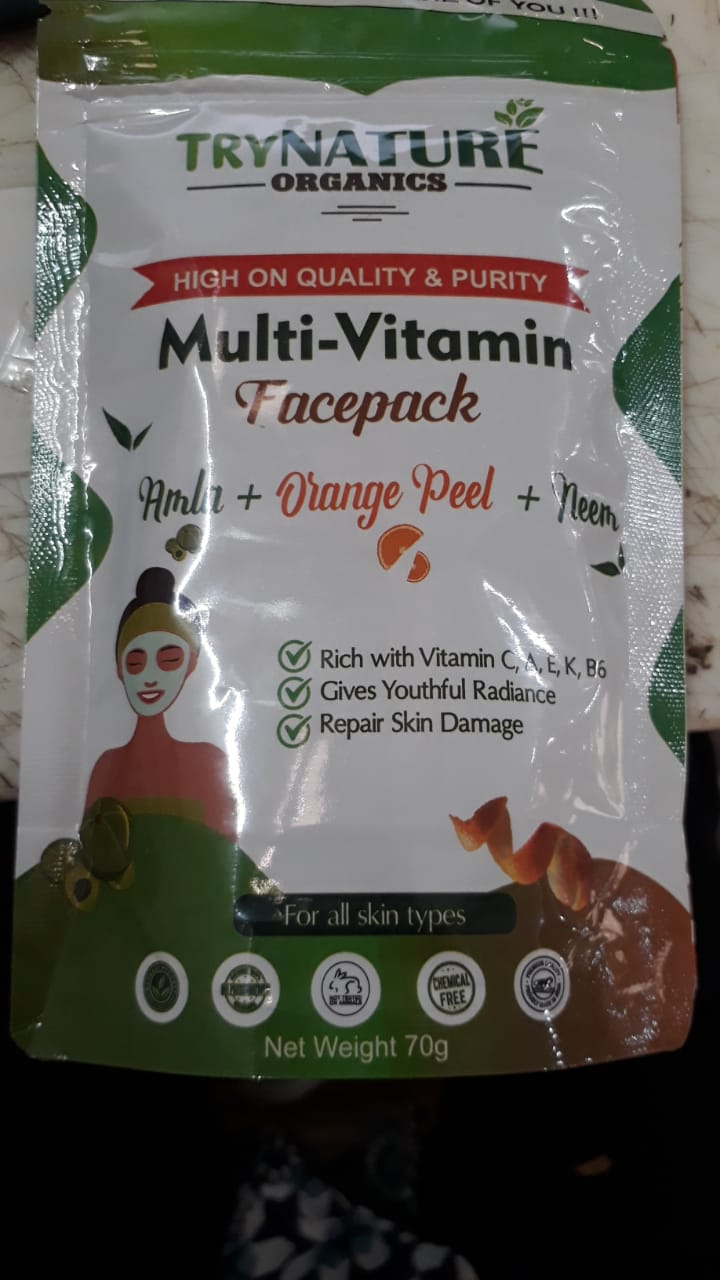 OF YOU !!!
TRYNATURE
ORGANICS
HIGH ON QUALITY & PURITY
Multi-Vitamin
Facepack
Amla + Orange Peel + Neem
Rich with Vitamin C, A, E, K, B6
Gives Youthful Radiance
Repair Skin Damage
For all skin types
CHEMICAL
FREE
Net Weight 70g